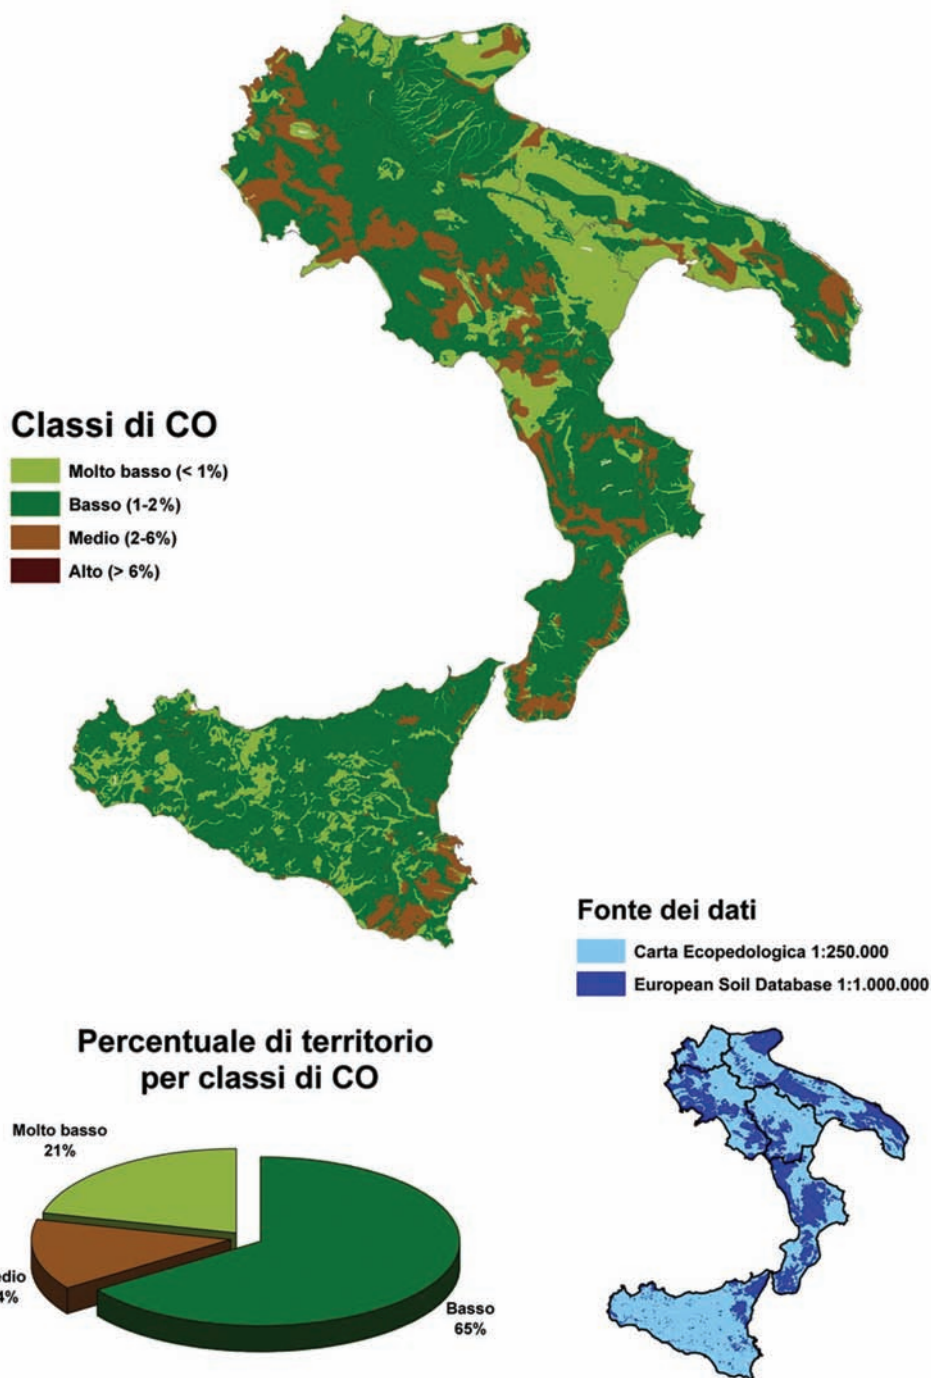 Classi di CO
Molto basso (< 1%)
Basso (1-2%)
Medio (2-6%)
Alto (> 6%)
Fonte dei dati
Carta Ecopedologica 1:250.000
European Soil Database 1:1.000.000
Percentuale di territorio
per classi di CO
Molto basso
21%
edio
4%
Basso
65%